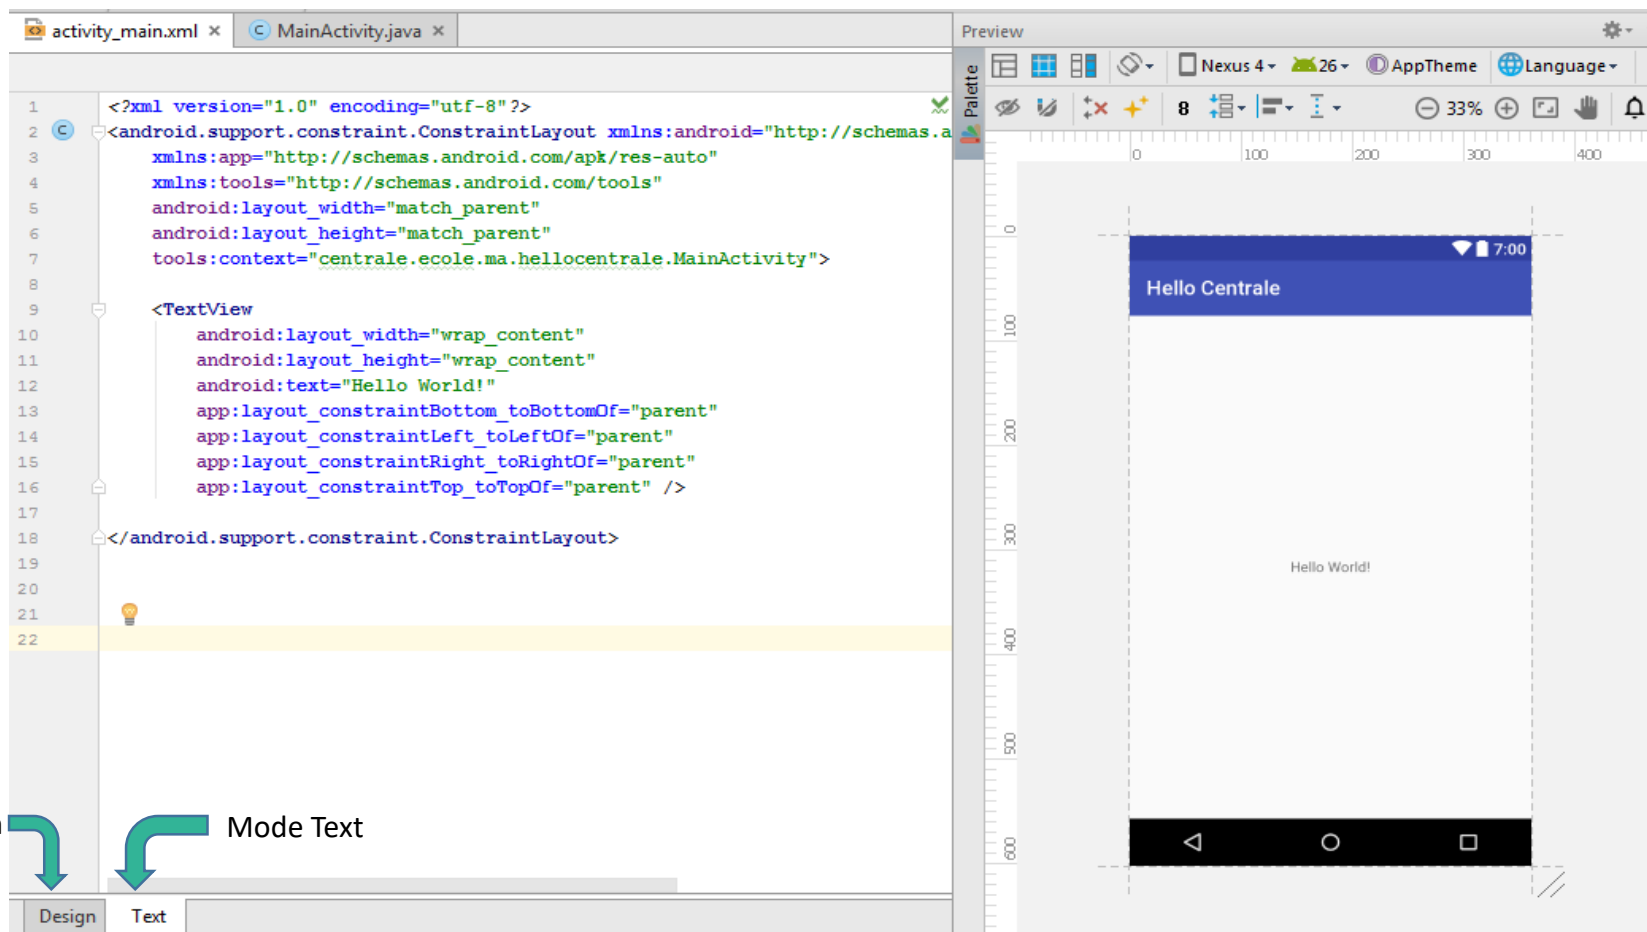 activity_main.xml
MainActivity.java
Preview
Palette
Nexus 4
26
AppTheme
Language
8
33%
0 100 200 300 400
1 <?xml version="1.0" encoding="utf-8"?>
2 <android.support.constraint.ConstraintLayout xmlns:android="http://schemas.a
3 xmlns:app="http://schemas.android.com/apk/res-auto"
4 xmlns:tools="http://schemas.android.com/tools"
5 android:layout_width="match_parent"
6 android:layout_height="match_parent"
7 tools:context="centrale.ecole.ma.hellocentrale.MainActivity">
8
9 <TextView
10 android:layout_width="wrap_content"
11 android:layout_height="wrap_content"
12 android:text="Hello World!"
13 app:layout_constraintBottom_toBottomOf="parent"
14 app:layout_constraintLeft_toLeftOf="parent"
15 app:layout_constraintRight_toRightOf="parent"
16 app:layout_constraintTop_toTopOf="parent" />
17
18 </android.support.constraint.ConstraintLayout>
19
20
21
22
0
100
200
300
400
500
600
7:00
Hello Centrale
Hello World!
Mode Text
Design
Text